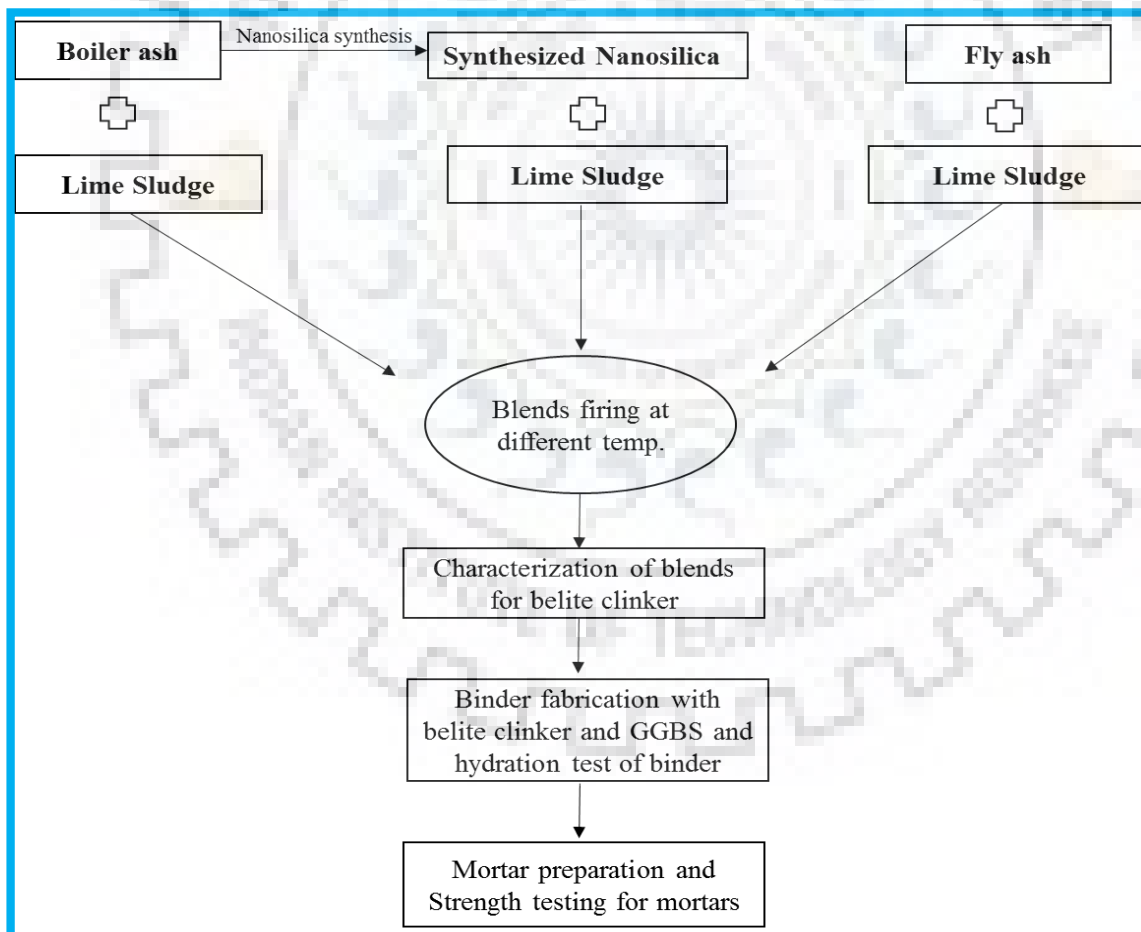 Boiler ash
Nanosilica synthesis
Synthesized Nanosilica
Fly ash
Lime Sludge
Lime Sludge
Lime Sludge
Blends firing at
different temp.
Characterization of blends
for belite clinker
Binder fabrication with
belite clinker and GGBS and
hydration test of binder
Mortar preparation and
Strength testing for mortars